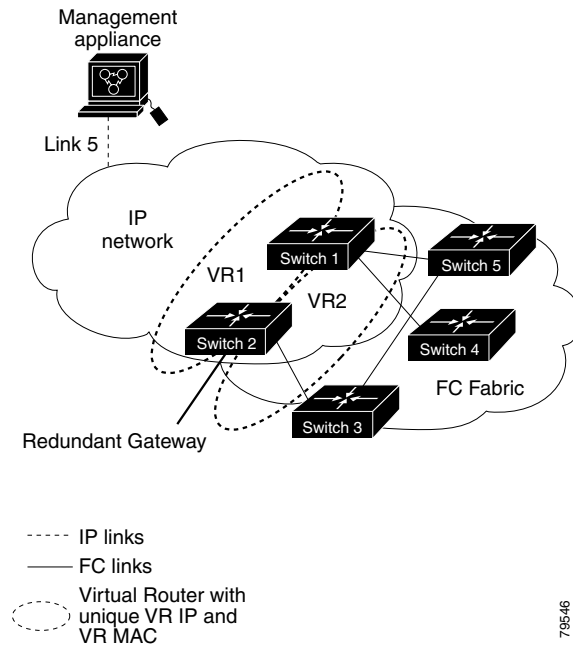 Management
appliance
Link 5
IP
network
Switch 1
Switch 5
VR1
VR2
Switch 2
Switch 4
FC Fabric
Switch 3
Redundant Gateway
IP links
FC links
Virtual Router with
unique VR IP and
VR MAC
79546